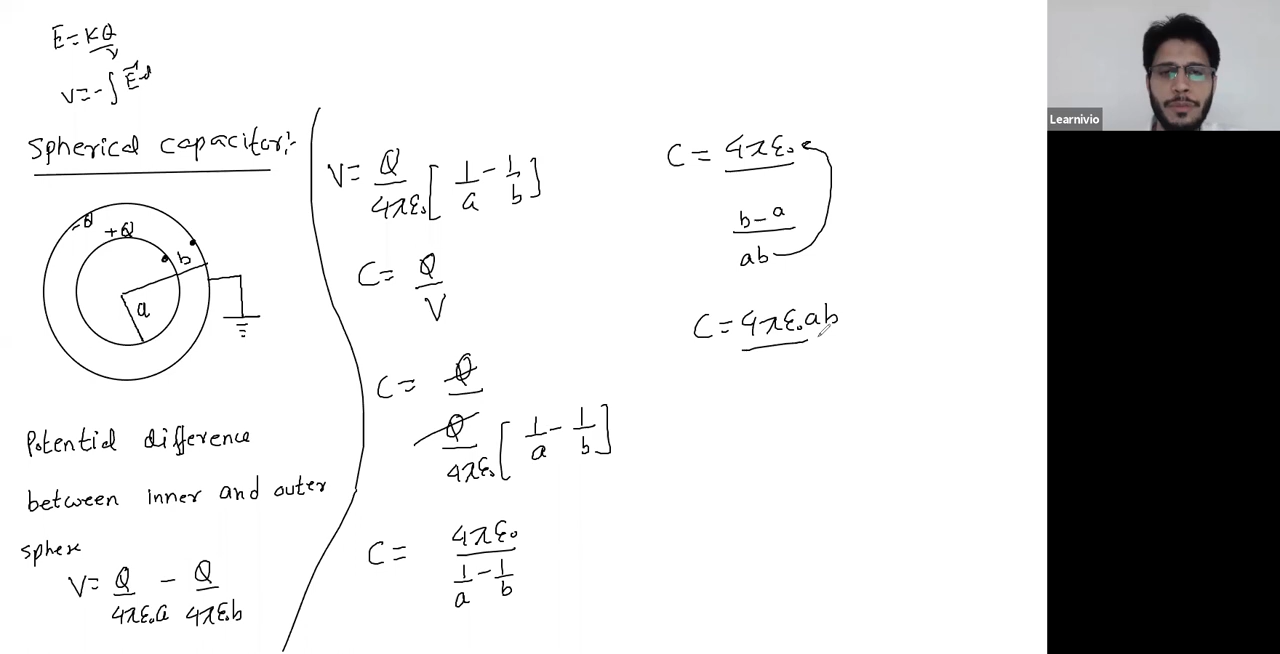 E = KQ/r
V = -∫ E d
Spherical capacitor:-
-Q
+Q
b
a
Potential difference
between inner and outer
sphere
V = Q/4πε₀a - Q/4πε₀b
V = Q/4πε₀ [1/a - 1/b]
C = Q/V
C = Q / Q/4πε₀ [1/a - 1/b]
C = 4πε₀ / 1/a - 1/b
C = 4πε₀ / b-a/ab
C = 4πε₀ab
Learnivio